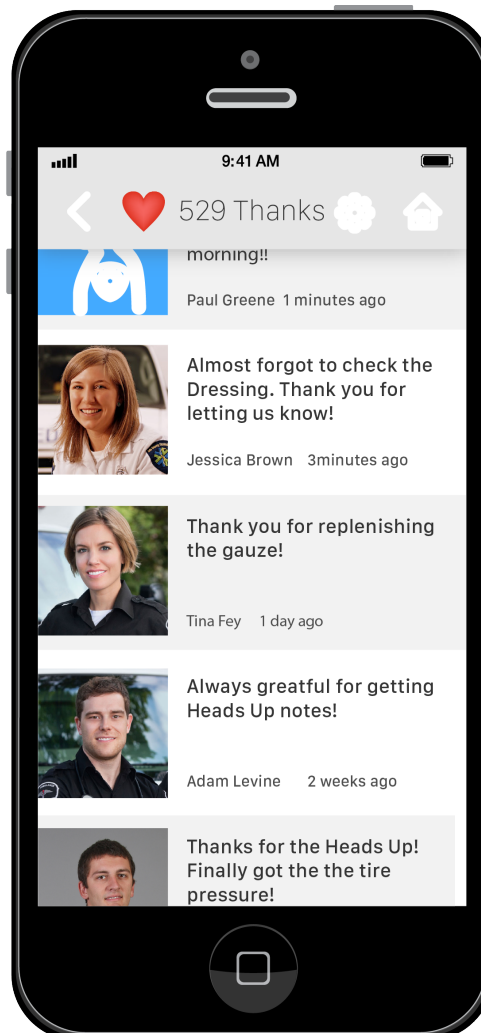 9:41 AM
529 Thanks
morning!!
Paul Greene 1 minutes ago
Almost forgot to check the
Dressing. Thank you for
letting us know!
Jessica Brown 3minutes ago
Thank you for replenishing
the gauze!
Tina Fey 1 day ago
Always greatful for getting
Heads Up notes!
Adam Levine 2 weeks ago
Thanks for the Heads Up!
Finally got the the tire
pressure!